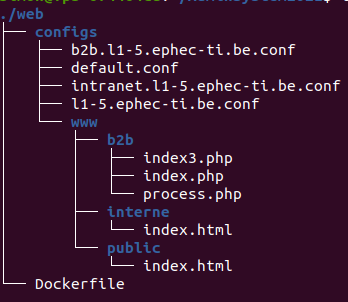 ./web
configs
b2b.l1-5.ephec-ti.be.conf
default.conf
intranet.l1-5.ephec-ti.be.conf
l1-5.ephec-ti.be.conf
www
b2b
index3.php
index.php
process.php
interne
index.html
public
index.html
Dockerfile